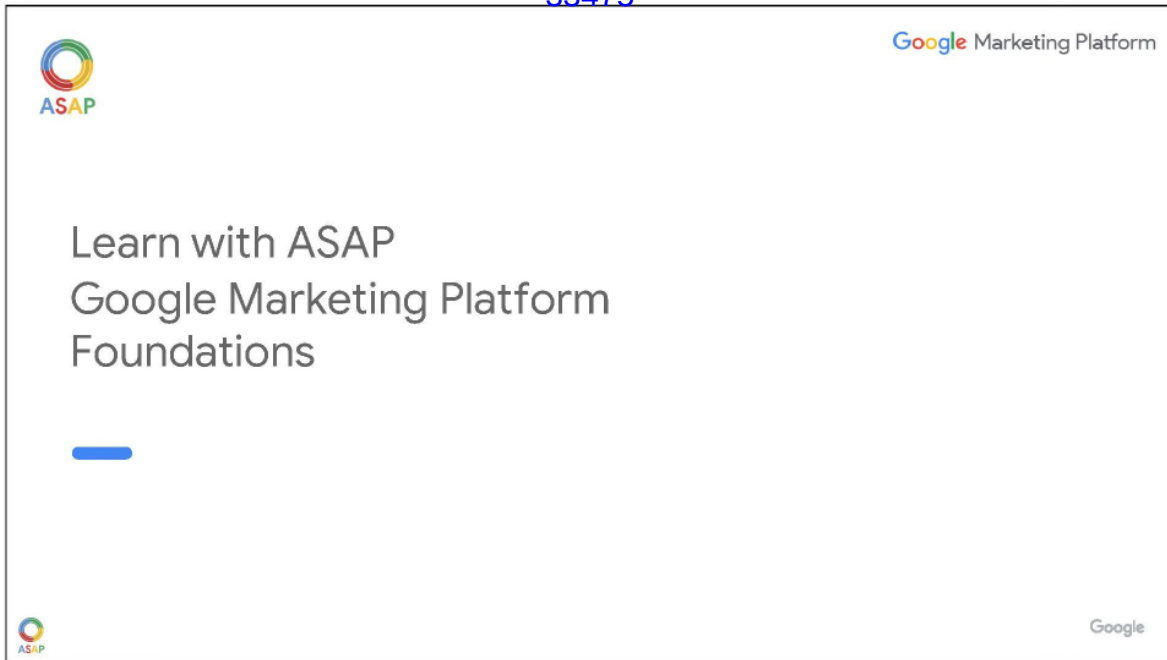 ASAP
Google Marketing Platform
Learn with ASAP
Google Marketing Platform
Foundations
ASAP
Google